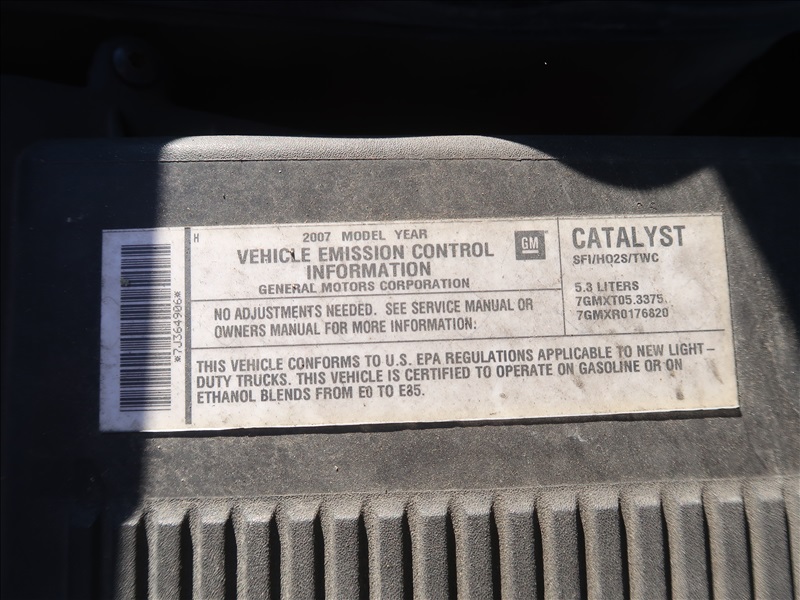 *7J364906*
H
2007 MODEL YEAR
VEHICLE EMISSION CONTROL
INFORMATION
GENERAL MOTORS CORPORATION
GM
NO ADJUSTMENTS NEEDED. SEE SERVICE MANUAL OR
OWNERS MANUAL FOR MORE INFORMATION:
CATALYST
SFI/HO2S/TWC
5.3 LITERS
7GMXT05.3375
7GMXR0176820
THIS VEHICLE CONFORMS TO U.S. EPA REGULATIONS APPLICABLE TO NEW LIGHT-
DUTY TRUCKS. THIS VEHICLE IS CERTIFIED TO OPERATE ON GASOLINE OR ON
ETHANOL BLENDS FROM E0 TO E85.